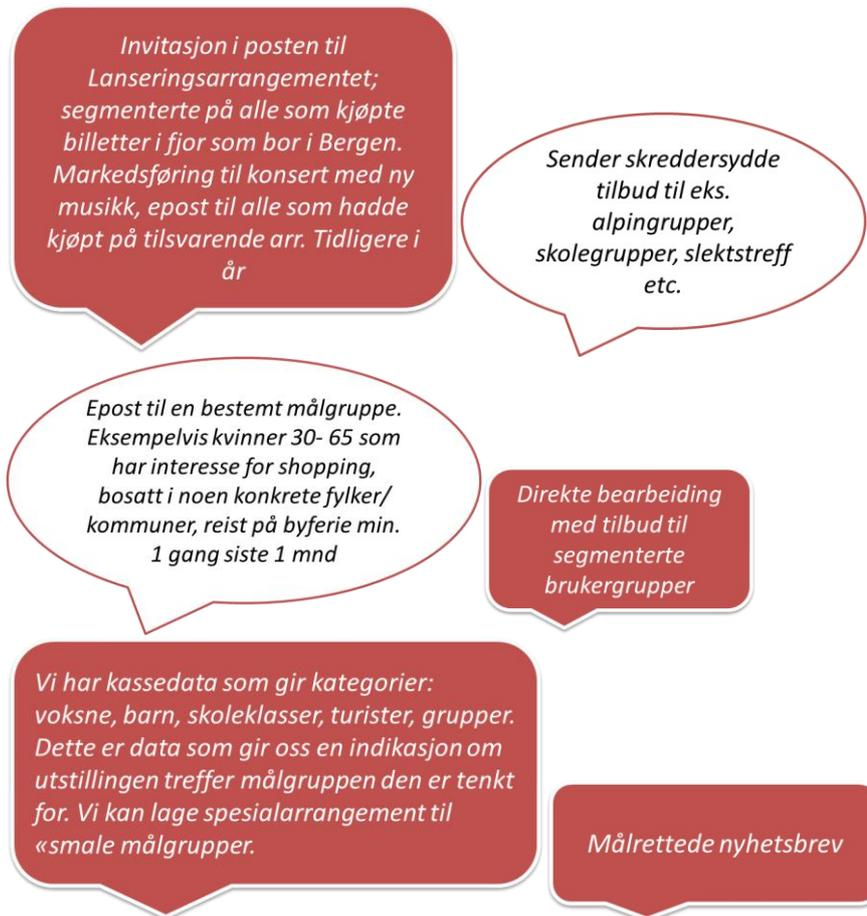 Invitasjon i posten til
Lanseringsarrangementet;
segmenterte på alle som kjøpte
billetter i fjor som bor i Bergen.
Markedsføring til konsert med ny
musikk, epost til alle som hadde
kjøpt på tilsvarende arr. Tidligere i
år
Sender skreddersydde
tilbud til eks.
alpingrupper,
skolegrupper, slektstreff
etc.
Epost til en bestemt målgruppe.
Eksempelvis kvinner 30- 65 som
har interesse for shopping,
bosatt i noen konkrete fylker/
kommuner, reist på byferie min.
1 gang siste 1 mnd
Direkte bearbeiding
med tilbud til
segmenterte
brukergrupper
Vi har kassedata som gir kategorier:
voksne, barn, skoleklasser, turister, grupper.
Dette er data som gir oss en indikasjon om
utstillingen treffer målgruppen den er tenkt
for. Vi kan lage spesialarrangement til
«smale målgrupper.
Målrettede nyhetsbrev